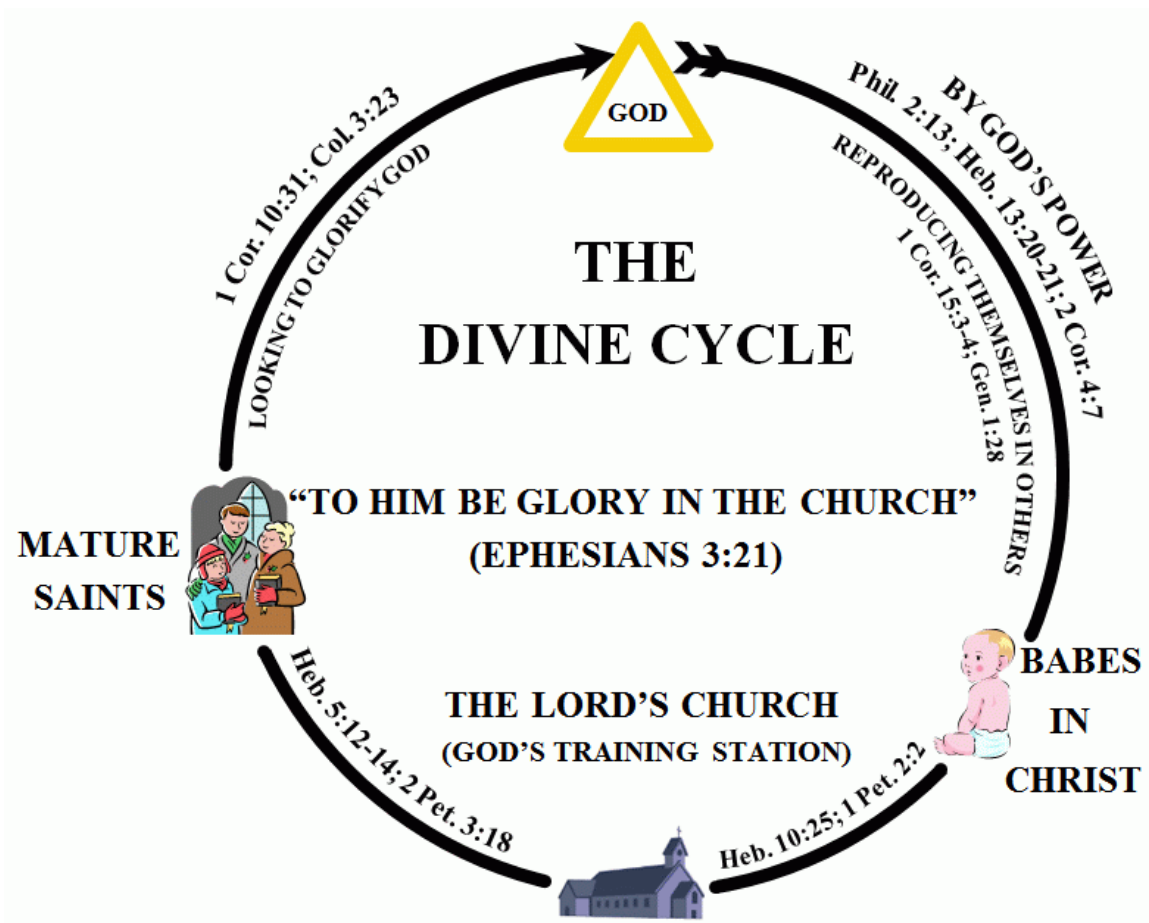 GOD
BY GOD'S POWER
Phil. 2:13; Heb. 13:20-21; 2 Cor. 4:7
REPRODUCING THEMSELVES IN OTHERS
1 Cor. 15:3-4; Gen. 1:28
1 Cor. 10:31; Col. 3:23
LOOKING TO GLORIFY GOD
THE
DIVINE CYCLE
“TO HIM BE GLORY IN THE CHURCH”
(EPHESIANS 3:21)
MATURE
SAINTS
BABES
IN
CHRIST
THE LORD'S CHURCH
(GOD'S TRAINING STATION)
Heb. 5:12-14; 2 Pet. 3:18
Heb. 10:25; 1 Pet. 2:2